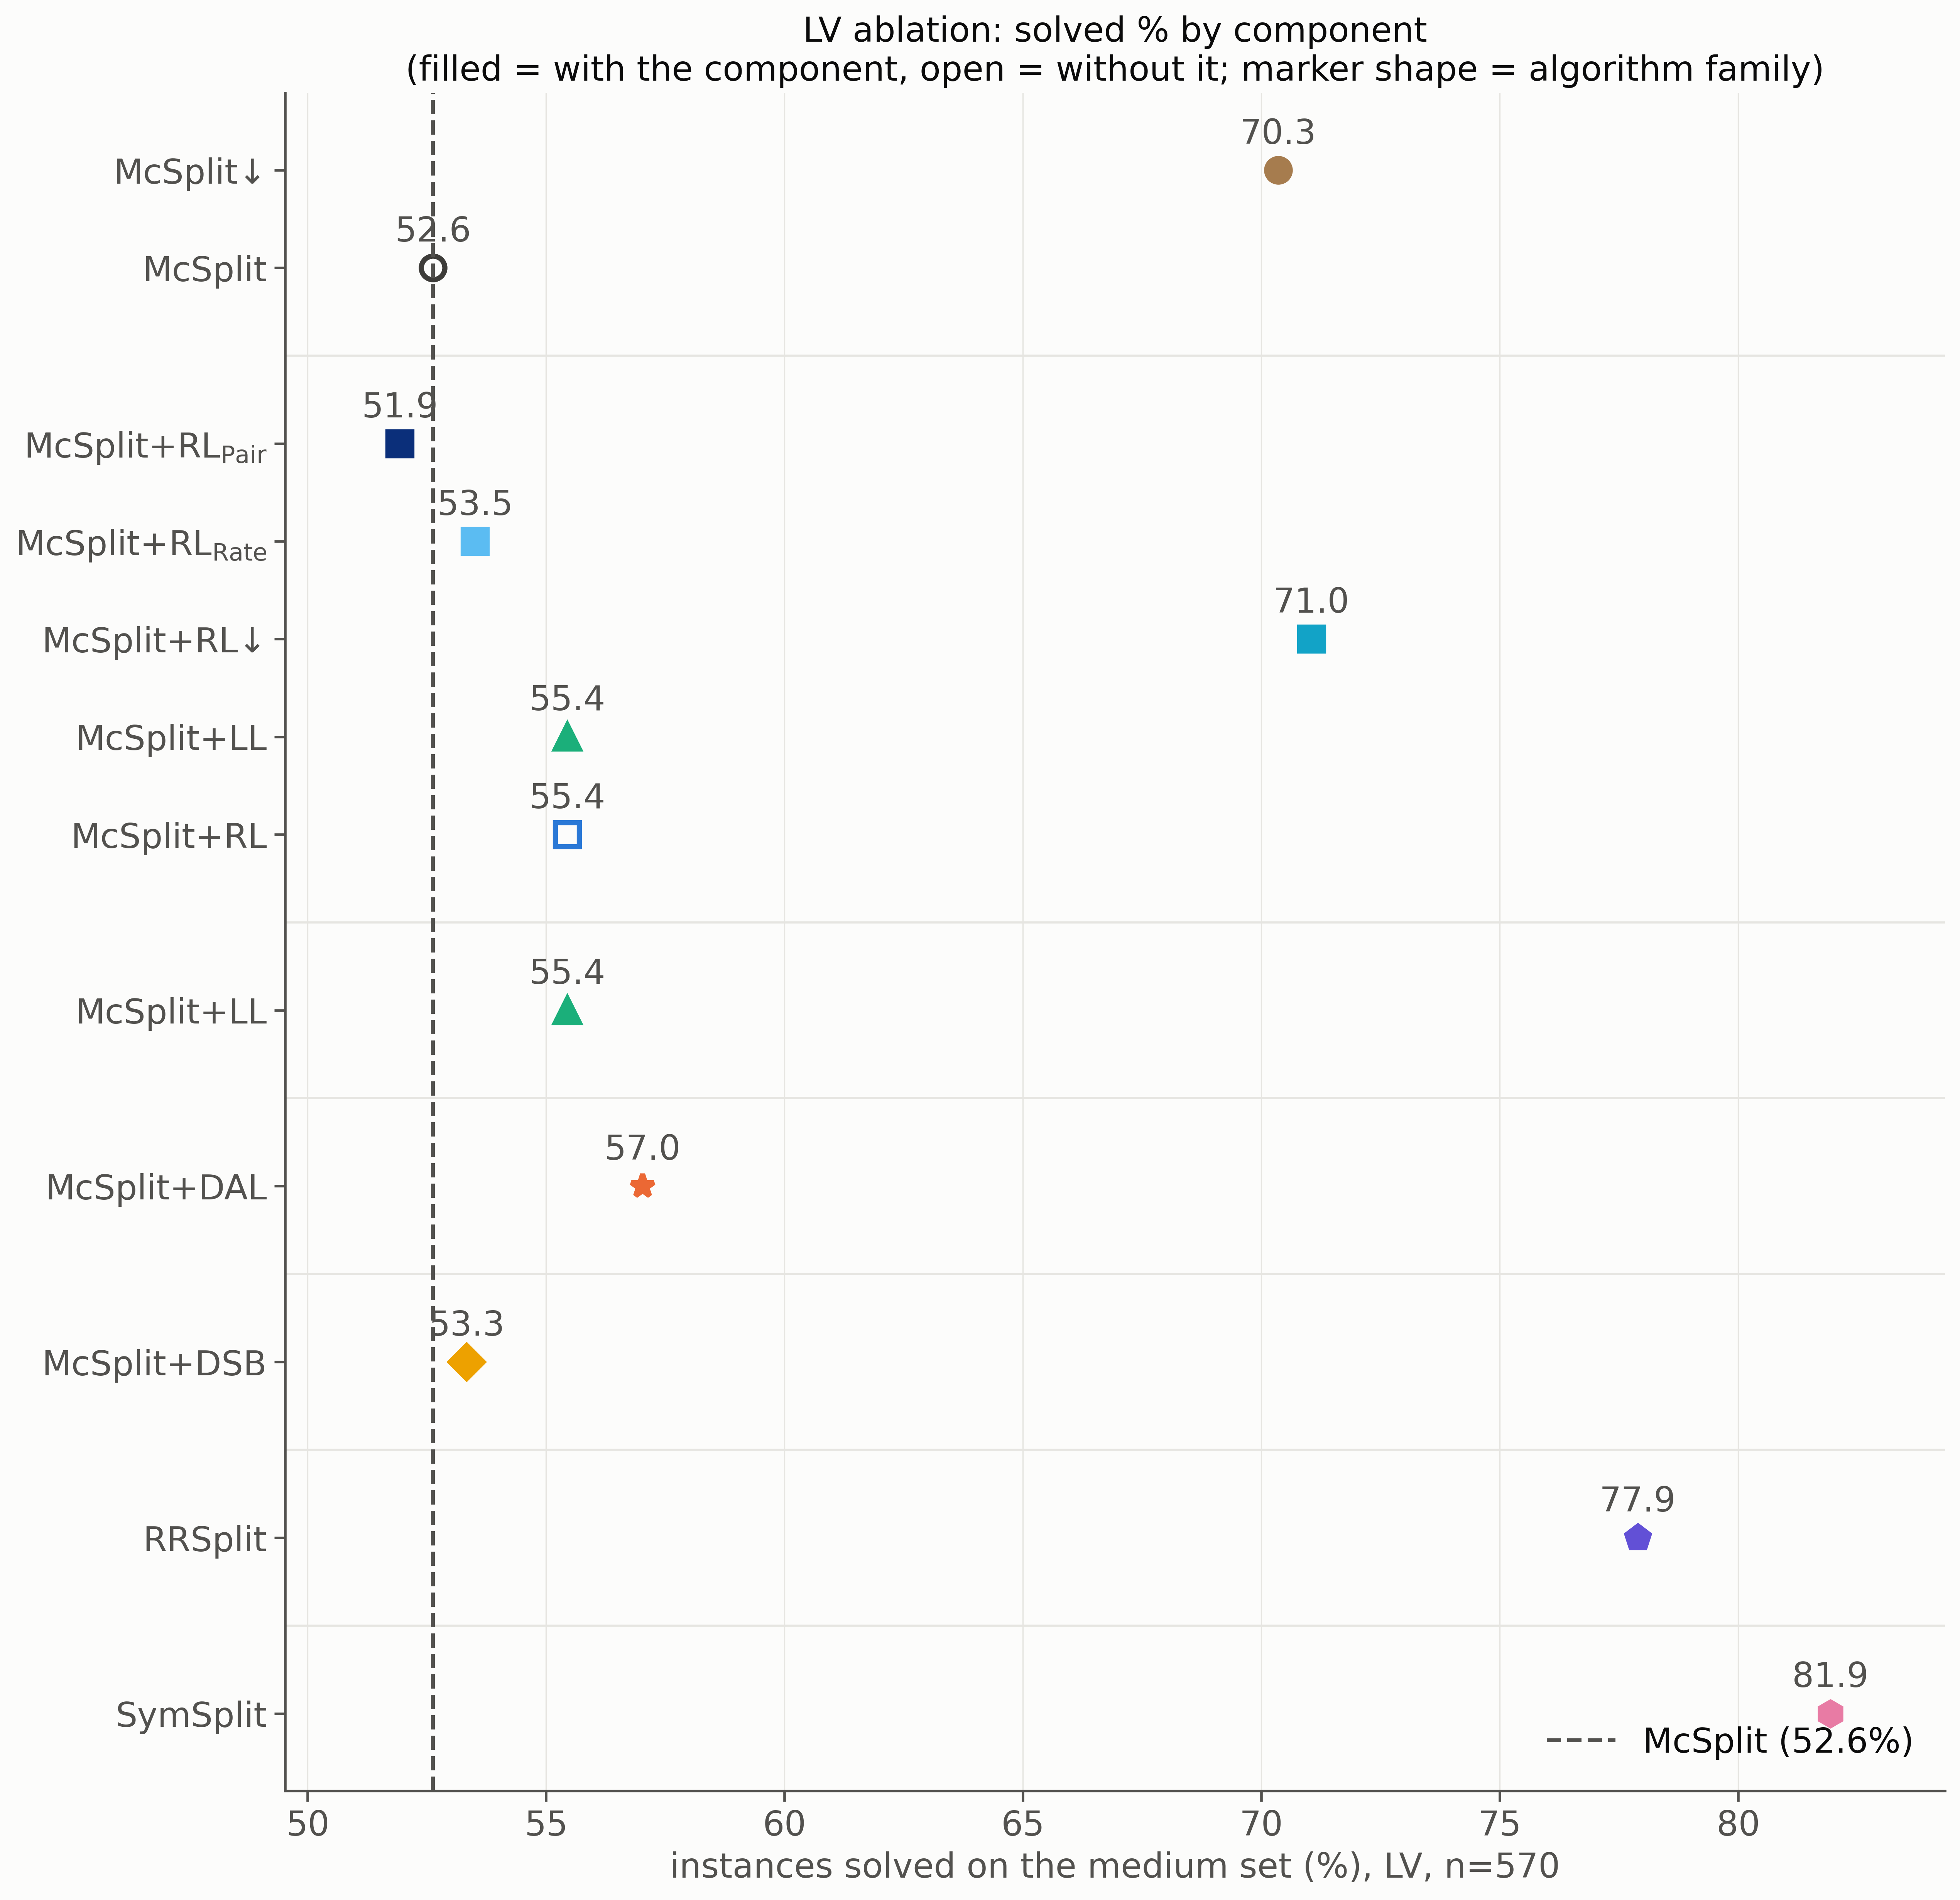 LV ablation: solved % by component
(filled = with the component, open = without it; marker shape = algorithm family)
McSplit↓
70.3
McSplit
52.6
McSplit+RL_Pair
51.9
McSplit+RL_Rate
53.5
McSplit+RL↓
71.0
McSplit+LL
55.4
McSplit+RL
55.4
McSplit+LL
55.4
McSplit+DAL
57.0
McSplit+DSB
53.3
RRSplit
77.9
SymSplit
81.9
McSplit (52.6%)
50 55 60 65 70 75 80
instances solved on the medium set (%), LV, n=570